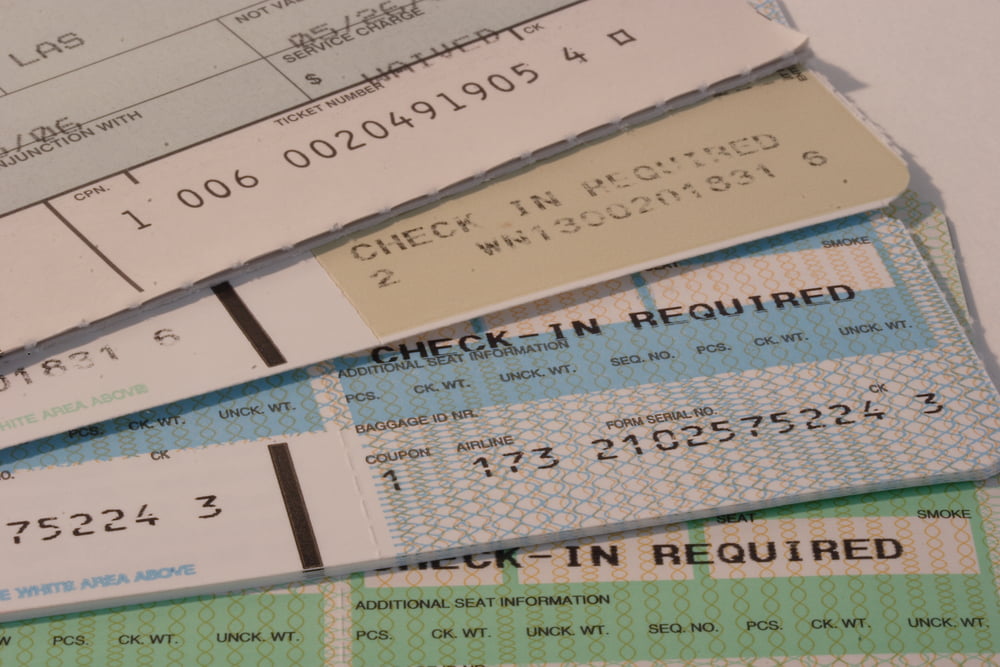 LAS
NOT VA
05/26/
SERVICE CHARGE
$ WAIVED CK
TICKET NUMBER
NJUNCTION WITH
CPN.
1 006 0020491905 4
CHECK IN REQUIRED
WN1300201831 6
2
SMOKE
CHECK-IN REQUIRED
ADDITIONAL SEAT INFORMATION
PCS. CK. WT. UNCK. WT. SEQ. NO. PCS. CK. WT. UNCK. WT.
BAGGAGE ID NR.
COUPON AIRLINE FORM SERIAL NO. CK
1 173 2102575224 3
01831 6
HITE AREA ABOVE
PCS. CK. WT. UNCK. WT.
O. CK
75224 3
E WHITE AREA ABOVE
SEAT SMOKE
HECK-IN REQUIRED
ADDITIONAL SEAT INFORMATION
W PCS. CK. WT. UNCK. WT. PCS. CK. WT. UNCK. WT. SEQ. NO. PCS. CK. WT. UNCK. WT.